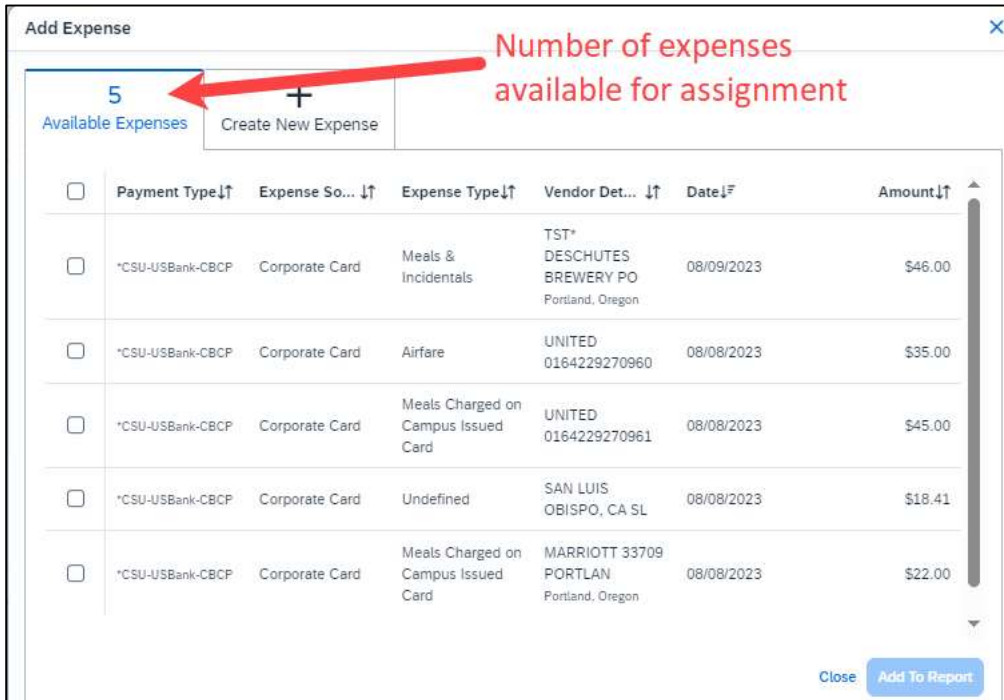 Add Expense
×
Number of expenses
available for assignment
5
Available Expenses
+
Create New Expense
Payment Type Expense So... Expense Type Vendor Det... Date Amount
TST*
DESCHUTES
BREWERY PO
Portland, Oregon
*CSU-USBank-CBCP Corporate Card Meals &
Incidentals
08/09/2023 $46.00
*CSU-USBank-CBCP Corporate Card Airfare UNITED
0164229270960
08/08/2023 $35.00
*CSU-USBank-CBCP Corporate Card Meals Charged on
Campus Issued
Card
UNITED
0164229270961
08/08/2023 $45.00
*CSU-USBank-CBCP Corporate Card Undefined SAN LUIS
OBISPO, CA SL
08/08/2023 $18.41
*CSU-USBank-CBCP Corporate Card Meals Charged on
Campus Issued
Card
MARRIOTT 33709
PORTLAN
Portland, Oregon
08/08/2023 $22.00
Close Add To Report